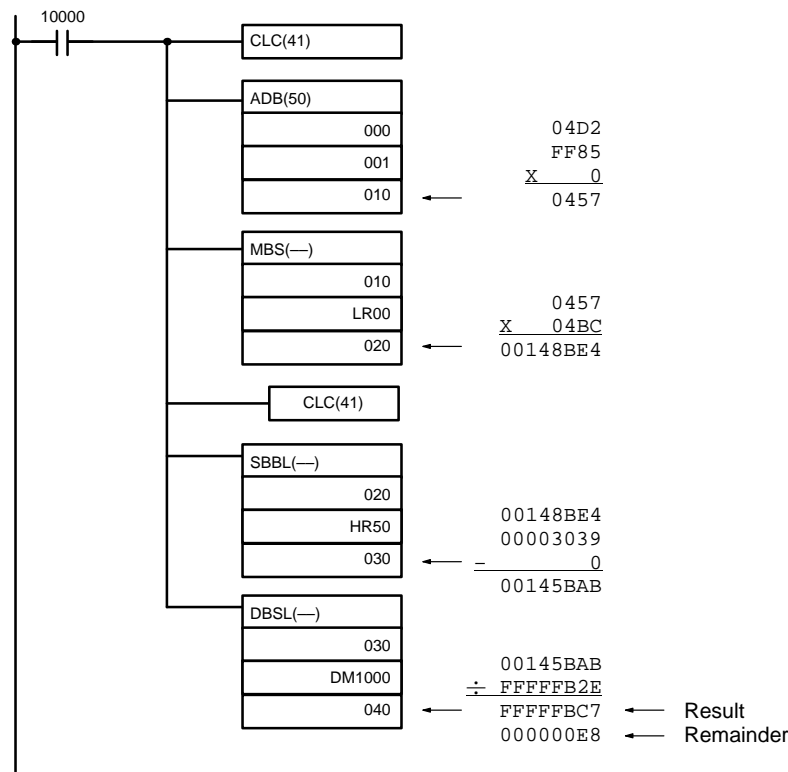 10000
CLC(41)
ADB(50)
000
001
010
04D2
FF85
X 0
0457
MBS(—)
010
LR00
020
0457
X 04BC
00148BE4
CLC(41)
SBBL(—)
020
HR50
030
00148BE4
00003039
- 0
00145BAB
DBSL(—)
030
DM1000
040
00145BAB
÷ FFFFFB2E
FFFFFBC7 ← Result
000000E8 ← Remainder